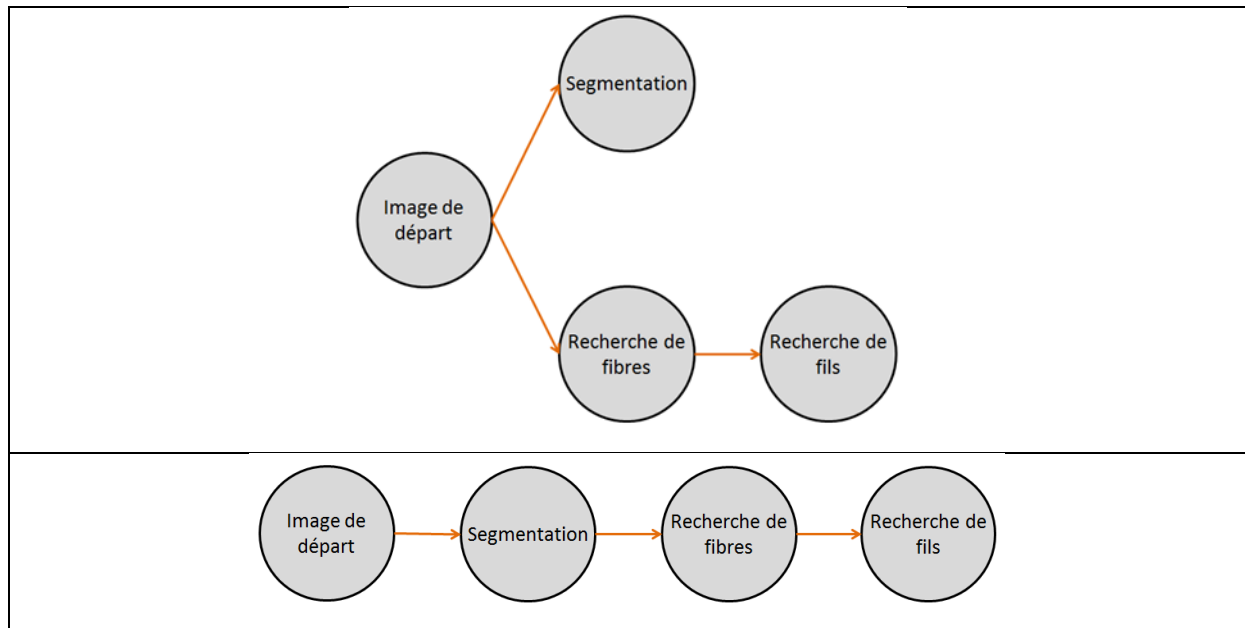 Segmentation
Image de
départ
Recherche de
fibres
Recherche de
fils
Image de
départ
Segmentation
Recherche de
fibres
Recherche de
fils